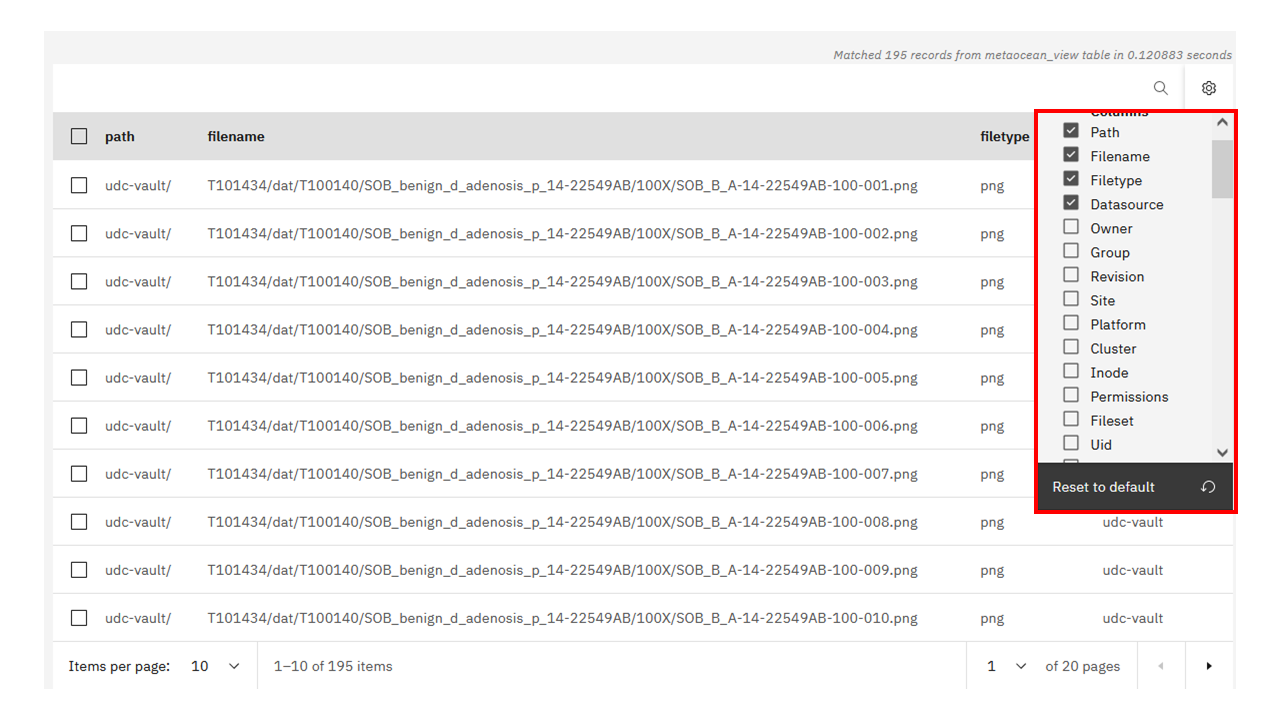 Matched 195 records from metaocean_view table in 0.120883 seconds
path filename filetype
Columns
Path
Filename
Filetype
Datasource
Owner
Group
Revision
Site
Platform
Cluster
Inode
Permissions
Fileset
Uid
Reset to default
udc-vault/ T101434/dat/T100140/SOB_benign_d_adenosis_p_14-22549AB/100X/SOB_B_A-14-22549AB-100-001.png png
udc-vault/ T101434/dat/T100140/SOB_benign_d_adenosis_p_14-22549AB/100X/SOB_B_A-14-22549AB-100-002.png png
udc-vault/ T101434/dat/T100140/SOB_benign_d_adenosis_p_14-22549AB/100X/SOB_B_A-14-22549AB-100-003.png png
udc-vault/ T101434/dat/T100140/SOB_benign_d_adenosis_p_14-22549AB/100X/SOB_B_A-14-22549AB-100-004.png png
udc-vault/ T101434/dat/T100140/SOB_benign_d_adenosis_p_14-22549AB/100X/SOB_B_A-14-22549AB-100-005.png png
udc-vault/ T101434/dat/T100140/SOB_benign_d_adenosis_p_14-22549AB/100X/SOB_B_A-14-22549AB-100-006.png png
udc-vault/ T101434/dat/T100140/SOB_benign_d_adenosis_p_14-22549AB/100X/SOB_B_A-14-22549AB-100-007.png png
udc-vault/ T101434/dat/T100140/SOB_benign_d_adenosis_p_14-22549AB/100X/SOB_B_A-14-22549AB-100-008.png png udc-vault
udc-vault/ T101434/dat/T100140/SOB_benign_d_adenosis_p_14-22549AB/100X/SOB_B_A-14-22549AB-100-009.png png udc-vault
udc-vault/ T101434/dat/T100140/SOB_benign_d_adenosis_p_14-22549AB/100X/SOB_B_A-14-22549AB-100-010.png png udc-vault
Items per page: 10 1–10 of 195 items 1 of 20 pages